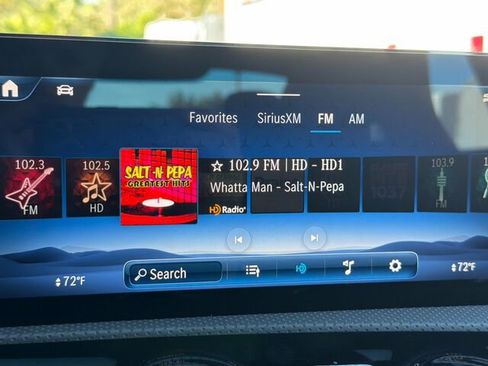 Favorites SiriusXM FM AM
102.3
FM
102.5
HD
SALT-N-PEPA
GREATEST HITS
☆ 102.9 FM | HD - HD1
Whatta Man - Salt-N-Pepa
HD Radio
103.9
FM
72°F
Search
72°F